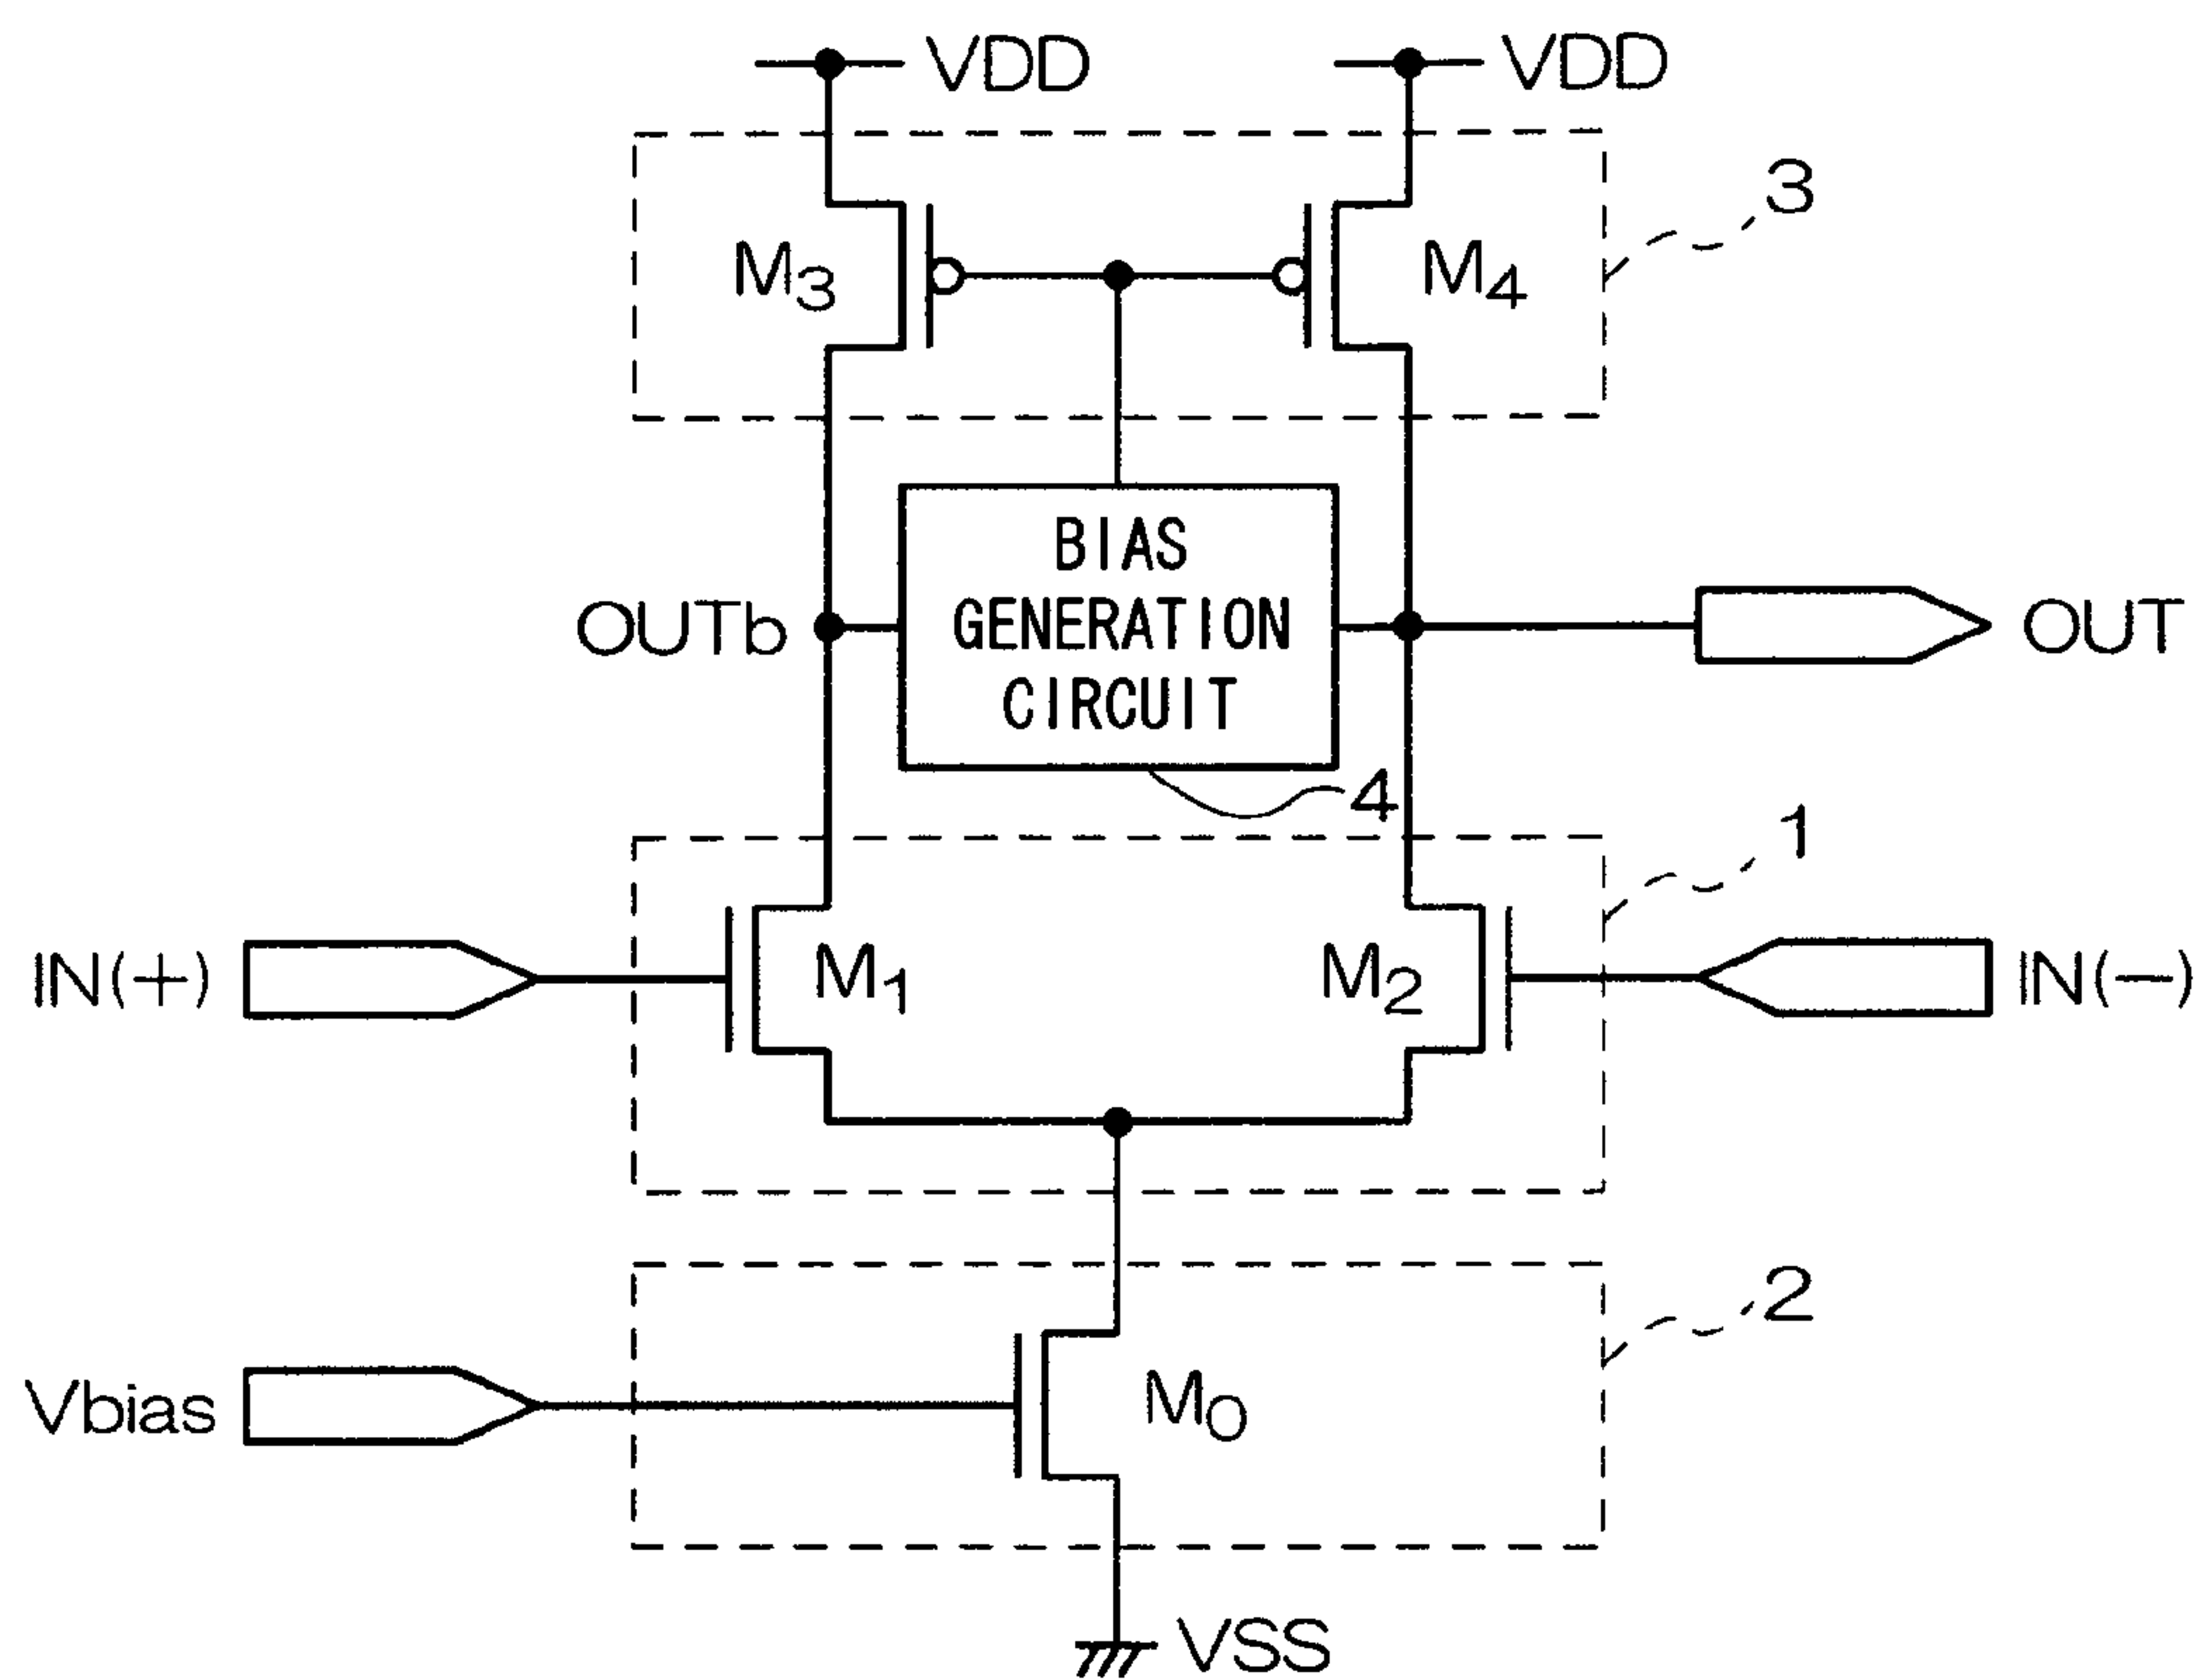 VDD
VDD
3
M3
M4
BIAS
GENERATION
CIRCUIT
OUTb
OUT
4
1
IN(+)
M1
M2
IN(−)
2
Vbias
M0
VSS